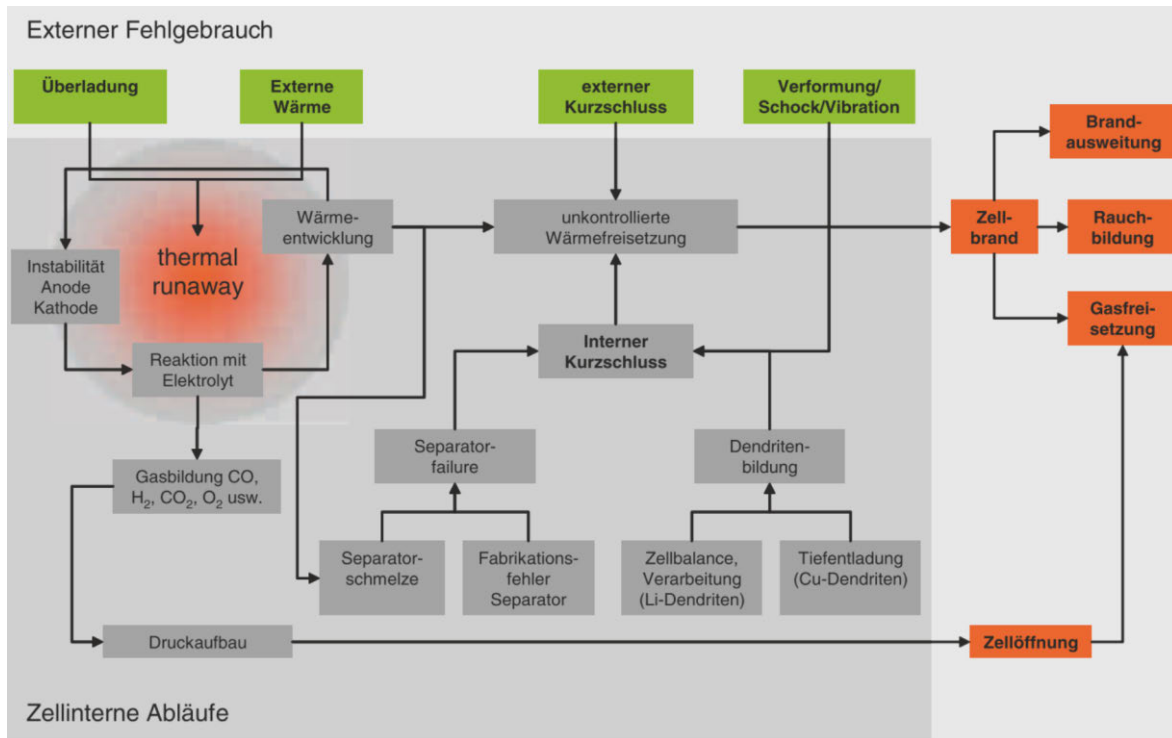 Externer Fehlgebrauch
Überladung
Externe
Wärme
externer
Kurzschluss
Verformung/
Schock/Vibration
Brand-
ausweitung
Wärme-
entwicklung
unkontrollierte
Wärmefreisetzung
Zell-
brand
Rauch-
bildung
thermal
runaway
Instabilität
Anode
Kathode
Gasfrei-
setzung
Interner
Kurzschluss
Reaktion mit
Elektrolyt
Separator-
failure
Dendriten-
bildung
Gasbildung CO,
H₂, CO₂, O₂ usw.
Separator-
schmelze
Fabrikations-
fehler
Separator
Zellbalance,
Verarbeitung
(Li-Dendriten)
Tiefentladung
(Cu-Dendriten)
Druckaufbau
Zellöffnung
Zellinterne Abläufe